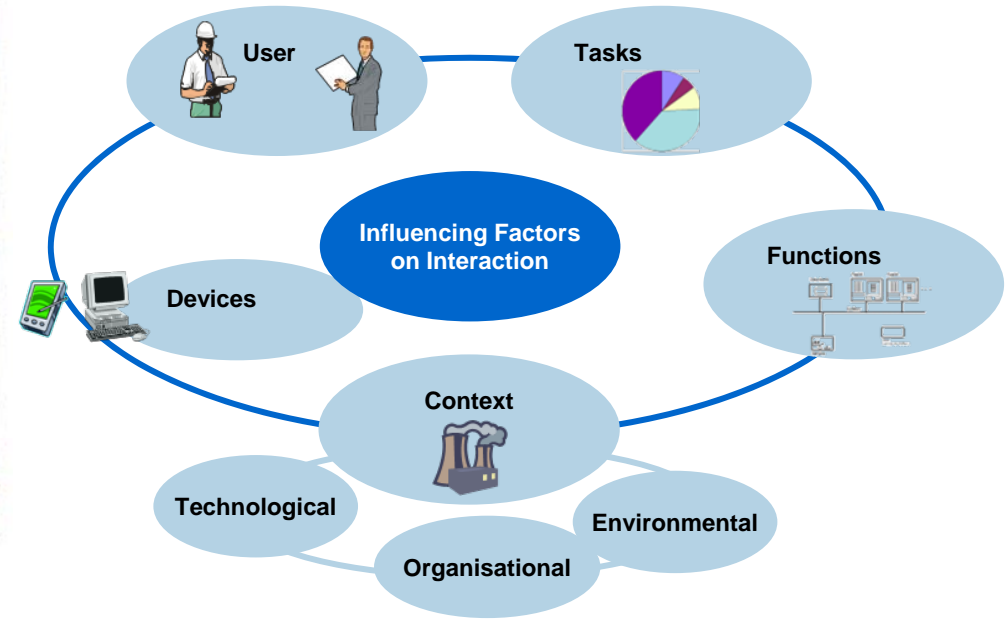 User
Tasks
Influencing Factors
on Interaction
Functions
Devices
Context
Technological
Environmental
Organisational